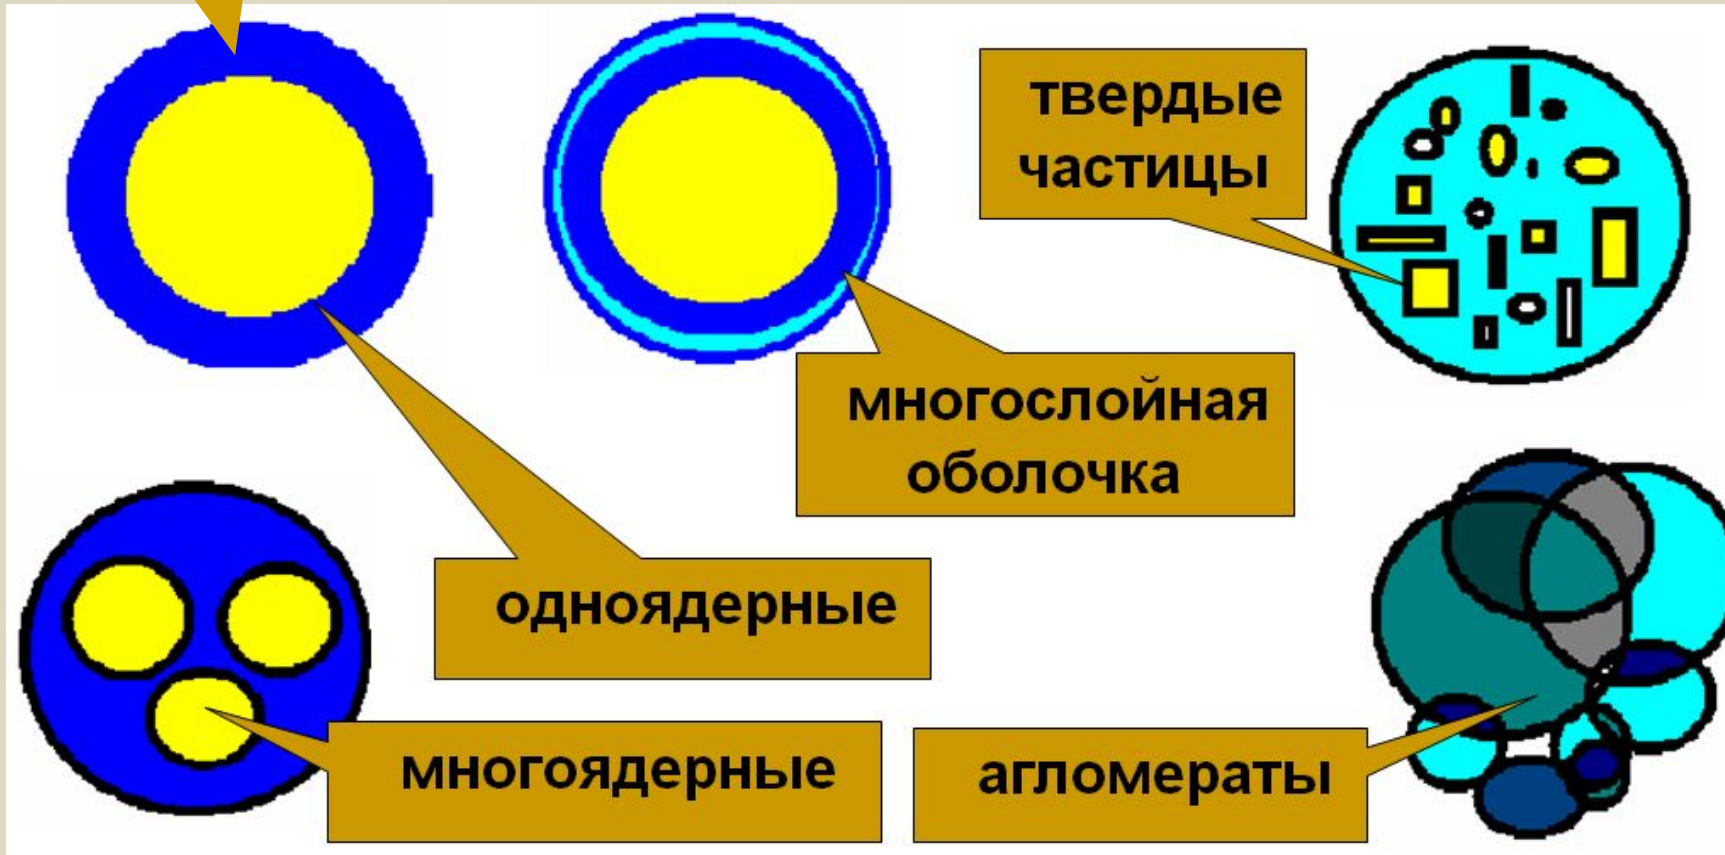 твердые
частицы
многослойная
оболочка
одноядерные
многоядерные
агломераты